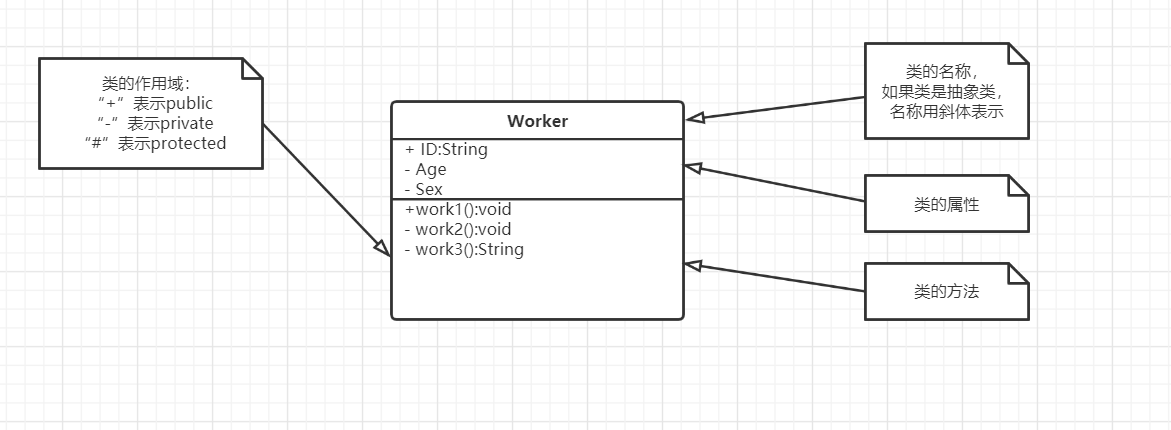 类的作用域：
“+”表示public
“-”表示private
“#”表示protected
Worker
+ ID:String
- Age
- Sex
+work1():void
- work2():void
- work3():String
类的名称，
如果类是抽象类，
名称用斜体表示
类的属性
类的方法